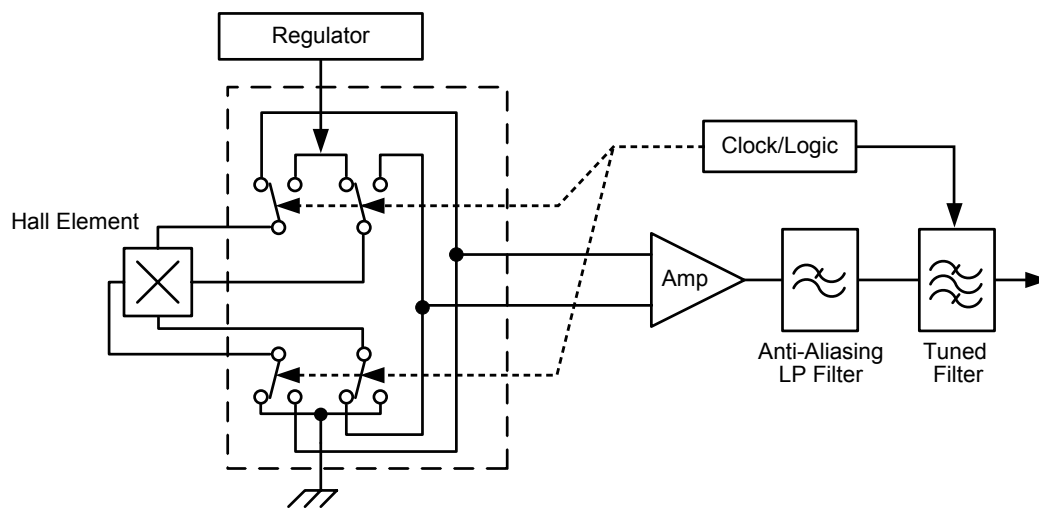 Regulator
Clock/Logic
Hall Element
Amp
Anti-Aliasing
LP Filter
Tuned
Filter